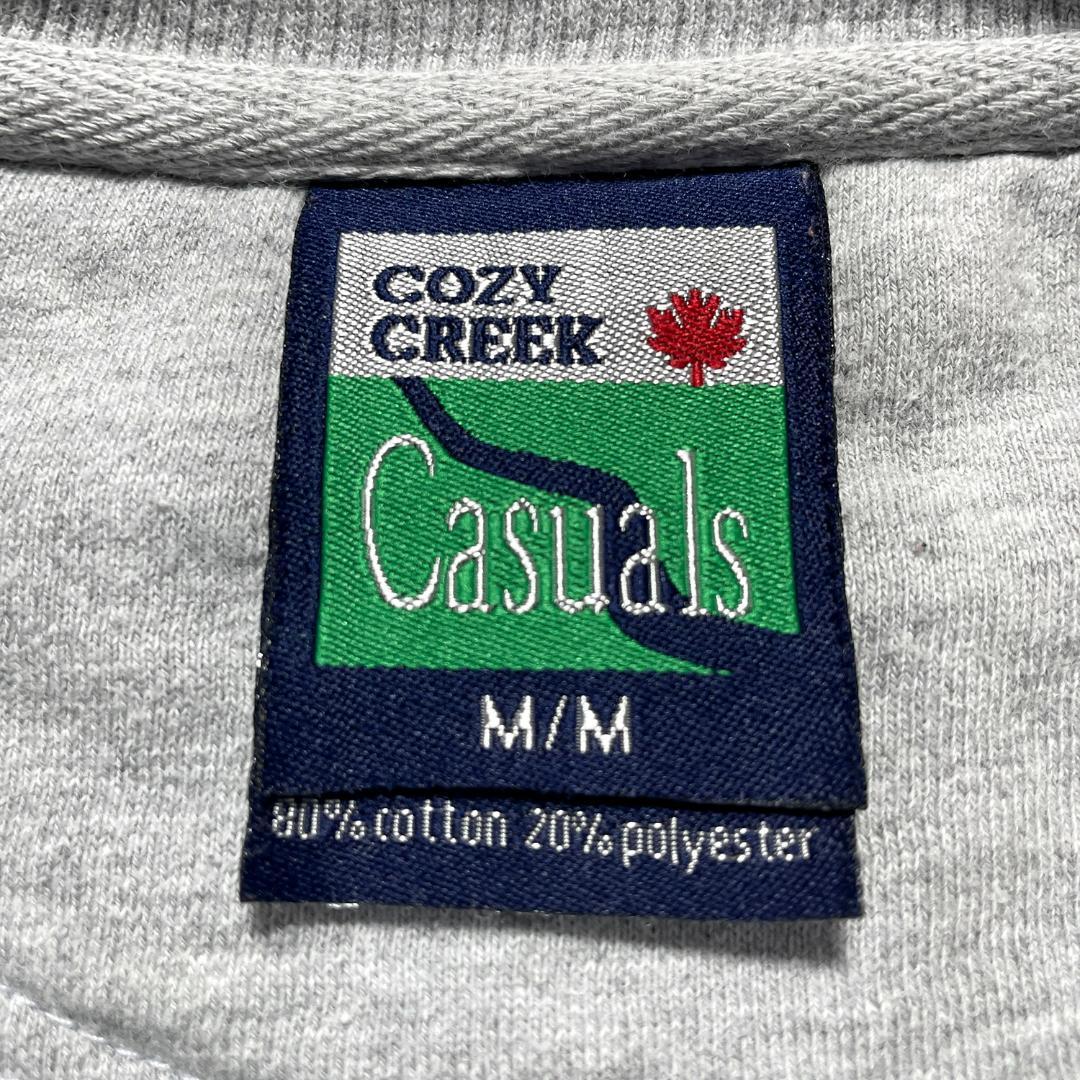 COZY
CREEK
Casuals
M/M
80% cotton 20% polyester